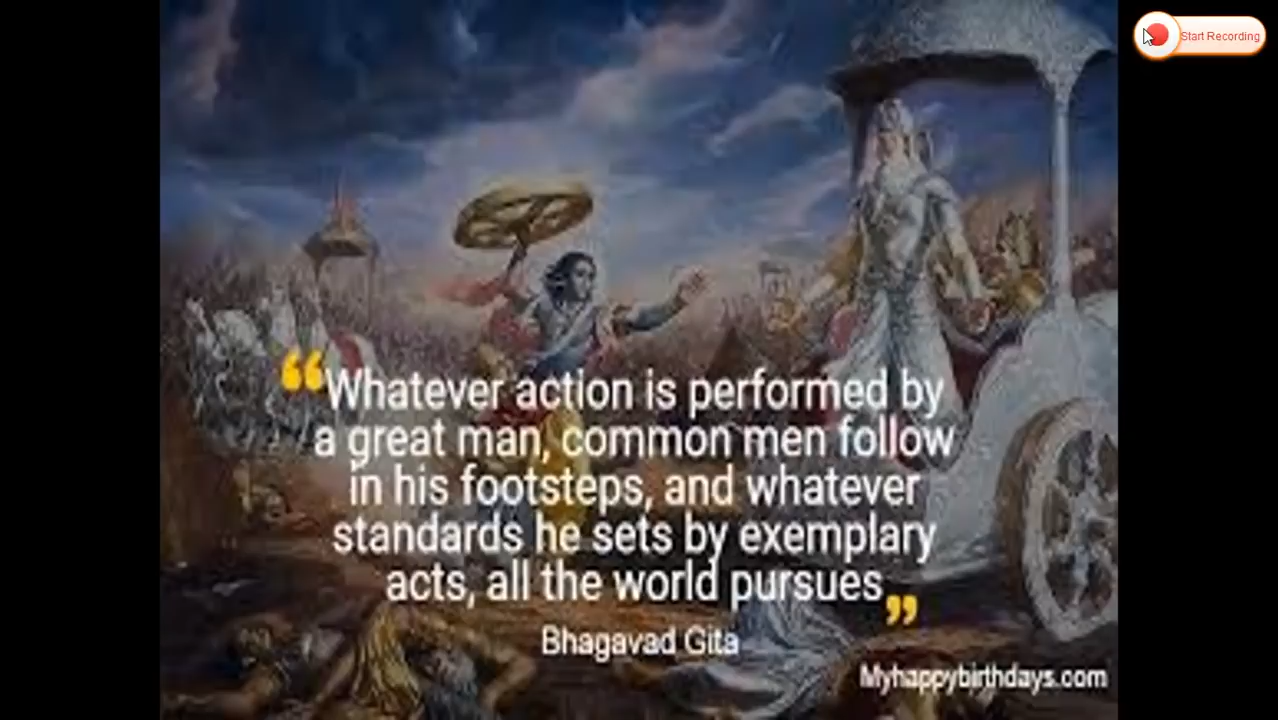 Start Recording
“Whatever action is performed by
a great man, common men follow
in his footsteps, and whatever
standards he sets by exemplary
acts, all the world pursues”
Bhagavad Gita
Myhappybirthdays.com